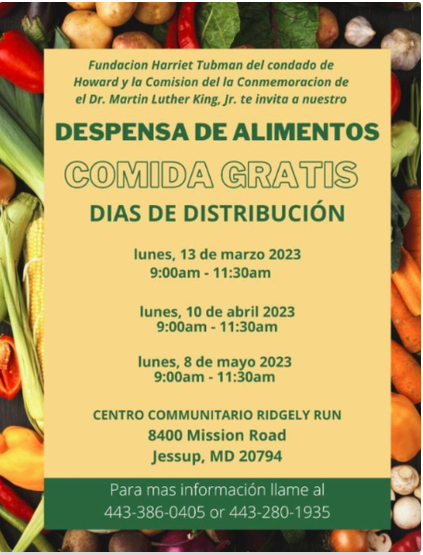 Fundacion Harriet Tubman del condado de
Howard y la Comision del la Conmemoracion de
el Dr. Martin Luther King, Jr. te invita a nuestro
DESPENSA DE ALIMENTOS
COMIDA GRATIS
DIAS DE DISTRIBUCIÓN
lunes, 13 de marzo 2023
9:00am - 11:30am
lunes, 10 de abril 2023
9:00am - 11:30am
lunes, 8 de mayo 2023
9:00am - 11:30am
CENTRO COMMUNITARIO RIDGELY RUN
8400 Mission Road
Jessup, MD 20794
Para mas información llame al
443-386-0405 or 443-280-1935